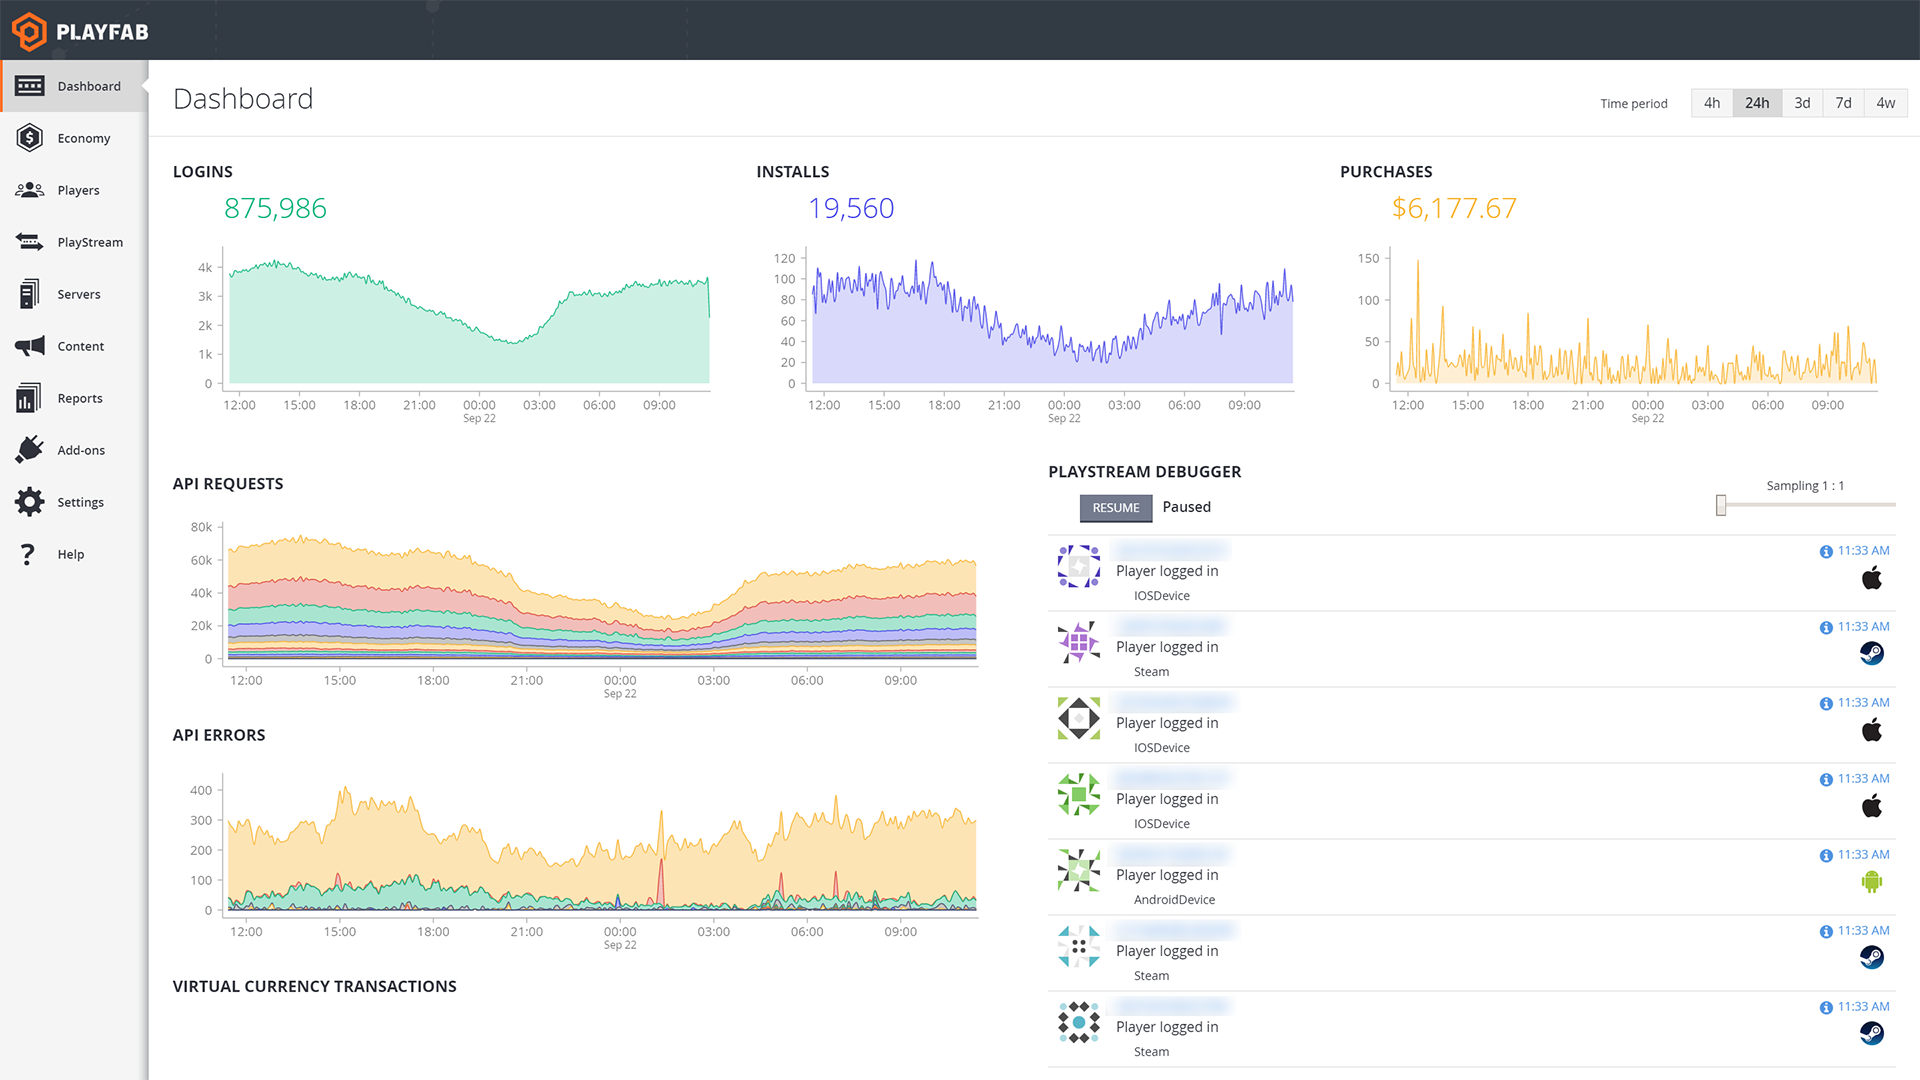 PLAYFAB
Dashboard
Economy
Players
PlayStream
Servers
Content
Reports
Add-ons
Settings
Help
Dashboard
Time period
4h 24h 3d 7d 4w
LOGINS
875,986
4k
3k
2k
1k
0
12:00 15:00 18:00 21:00 00:00 03:00 06:00 09:00
Sep 22
INSTALLS
19,560
120
100
80
60
40
20
0
12:00 15:00 18:00 21:00 00:00 03:00 06:00 09:00
Sep 22
PURCHASES
$6,177.67
150
100
50
0
12:00 15:00 18:00 21:00 00:00 03:00 06:00 09:00
Sep 22
API REQUESTS
80k
60k
40k
20k
0
12:00 15:00 18:00 21:00 00:00 03:00 06:00 09:00
Sep 22
API ERRORS
400
300
200
100
0
12:00 15:00 18:00 21:00 00:00 03:00 06:00 09:00
Sep 22
VIRTUAL CURRENCY TRANSACTIONS
PLAYSTREAM DEBUGGER
RESUME Paused
Sampling 1 : 1
11:33 AM
Player logged in
IOSDevice
11:33 AM
Player logged in
Steam
11:33 AM
Player logged in
IOSDevice
11:33 AM
Player logged in
IOSDevice
11:33 AM
Player logged in
AndroidDevice
11:33 AM
Player logged in
Steam
11:33 AM
Player logged in
Steam